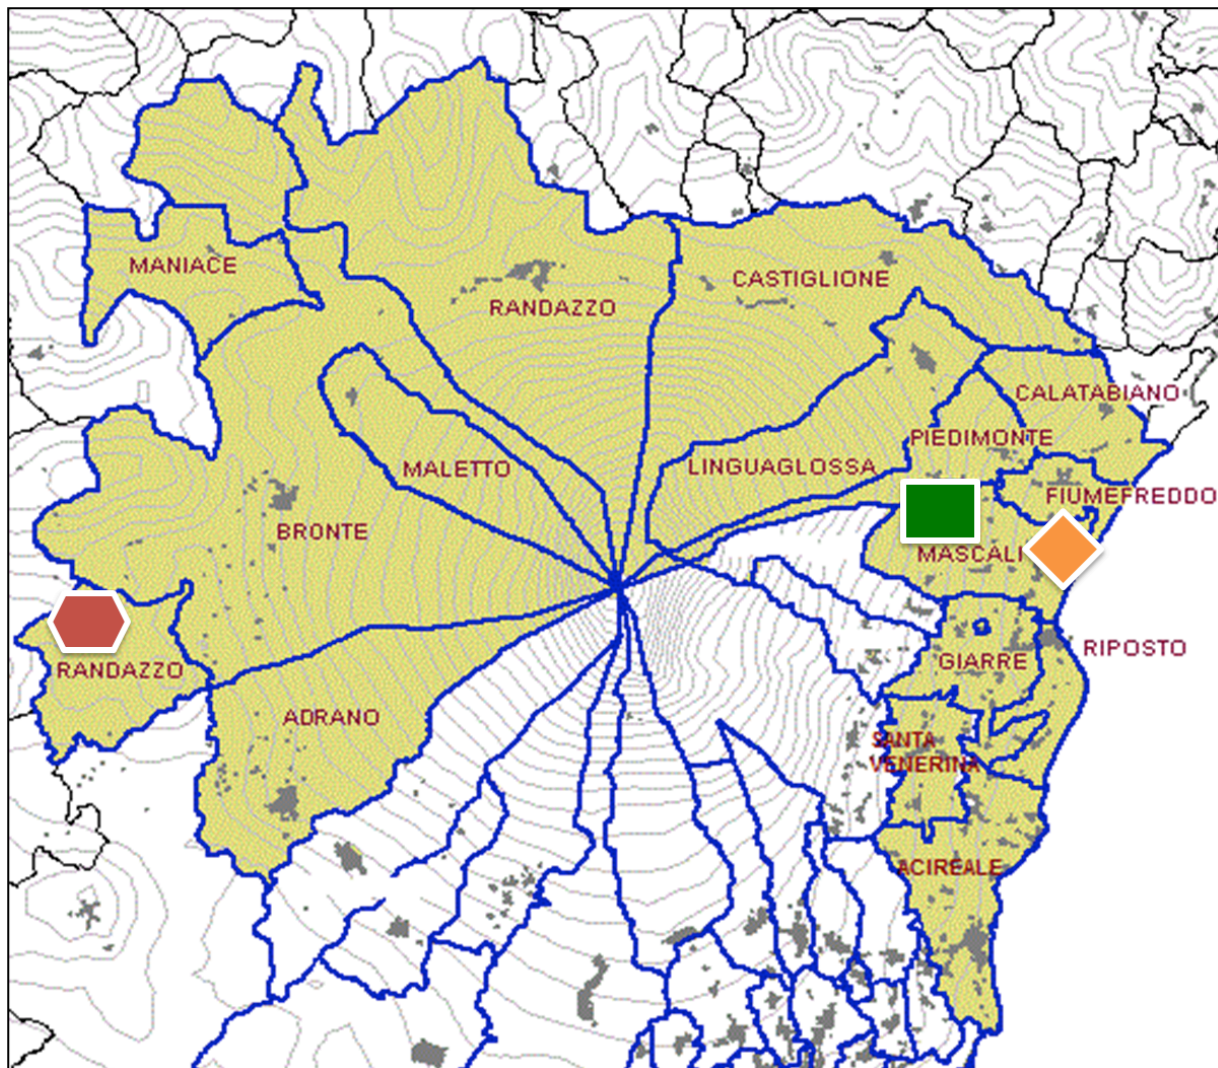 MANIACE
CASTIGLIONE
RANDAZZO
CALATABIANO
PIEDIMONTE
LINGUAGLOSSA
MALETTO
FIUMEFREDDO
BRONTE
MASCALI
RIPOSTO
GIARRE
RANDAZZO
ADRANO
SANTA
VENERINA
ACIREALE